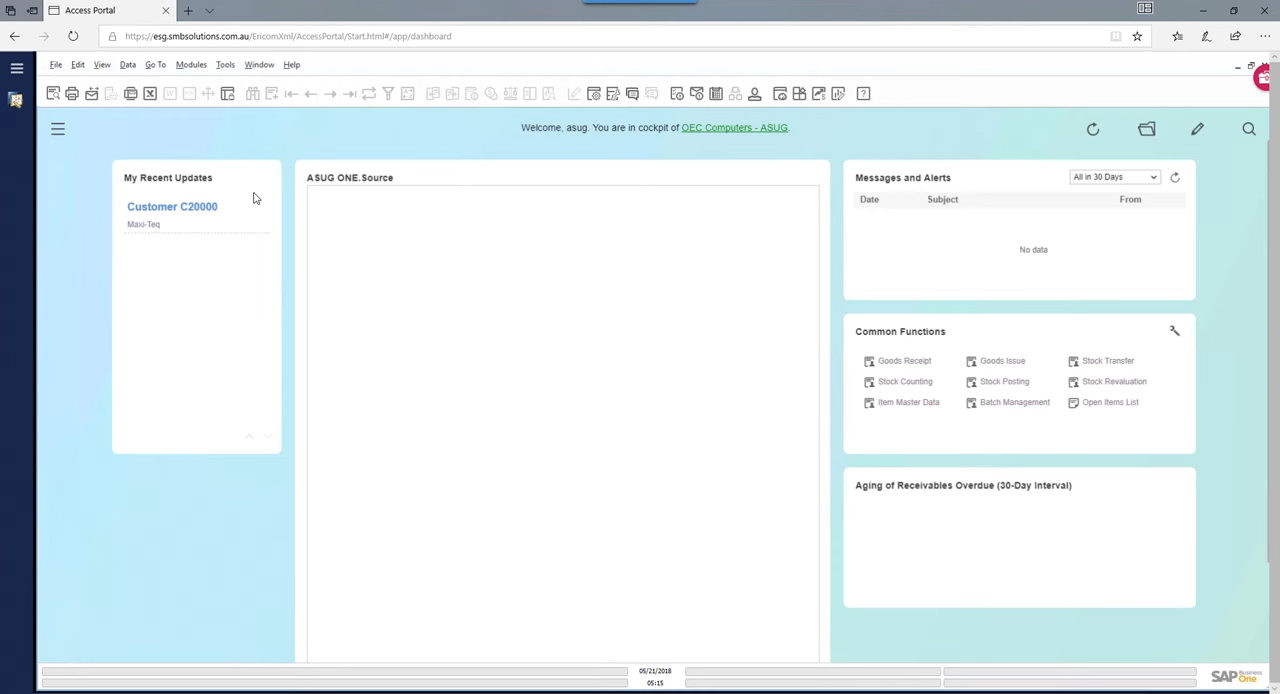 Access Portal
https://esg.smbsolutions.com.au/EricomXml/AccessPortal/Start.html#/app/dashboard
File Edit View Data Go To Modules Tools Window Help
Welcome, asug. You are in cockpit of OEC Computers - ASUG.
My Recent Updates
Customer C20000
Maxi-Teq
ASUG ONE.Source
Messages and Alerts All in 30 Days
Date Subject From
No data
Common Functions
Goods Receipt Goods Issue Stock Transfer
Stock Counting Stock Posting Stock Revaluation
Item Master Data Batch Management Open Items List
Aging of Receivables Overdue (30-Day Interval)
05/21/2018
05:15
SAP Business One